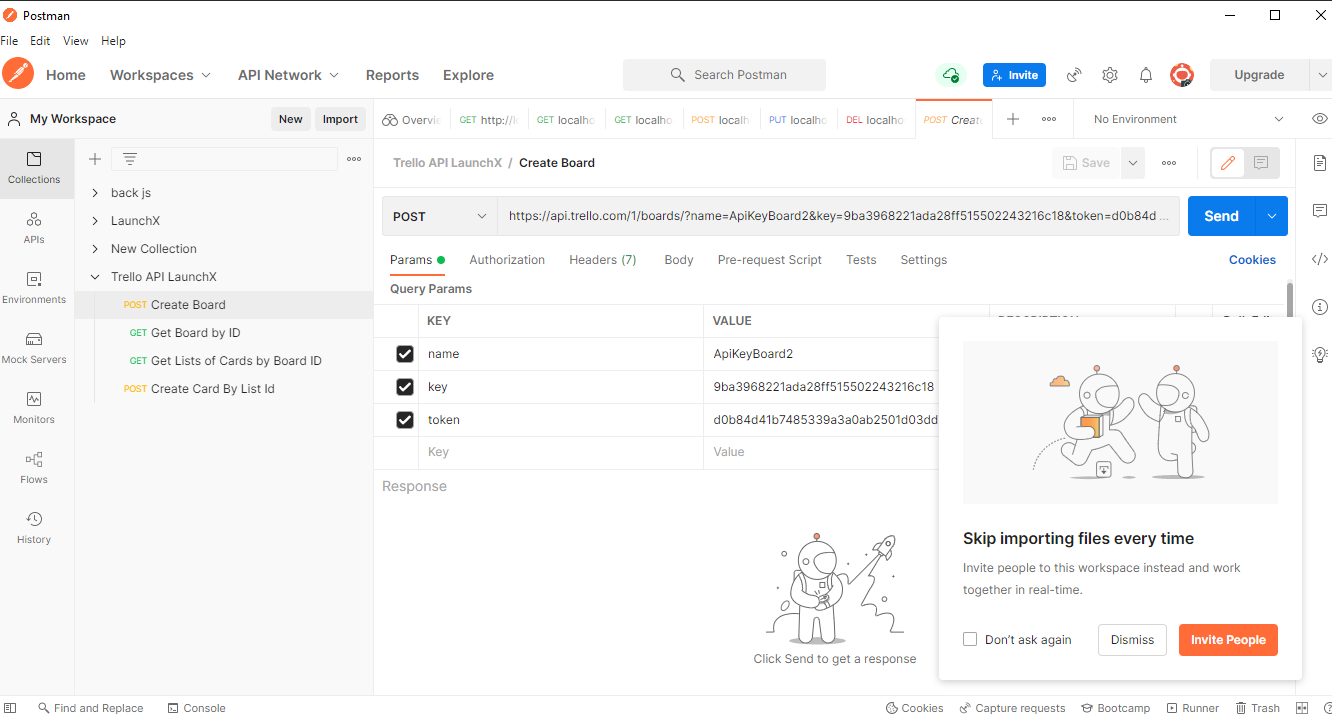 Postman
File Edit View Help
Home Workspaces API Network Reports Explore Search Postman Invite Upgrade
My Workspace New Import Overvie GET http://lo GET localho GET localho POST localh PUT localho DEL localho POST Create No Environment
Collections
APIs
Environments
Mock Servers
Monitors
Flows
History
back js
LaunchX
New Collection
Trello API LaunchX
POST Create Board
GET Get Board by ID
GET Get Lists of Cards by Board ID
POST Create Card By List Id
Trello API LaunchX / Create Board Save
POST https://api.trello.com/1/boards/?name=ApiKeyBoard2&key=9ba3968221ada28ff515502243216c18&token=d0b84d ... Send
Params Authorization Headers (7) Body Pre-request Script Tests Settings Cookies
Query Params
KEY VALUE
name ApiKeyBoard2
key 9ba3968221ada28ff515502243216c18
token d0b84d41b7485339a3a0ab2501d03dd
Key Value
Response
Click Send to get a response
Skip importing files every time
Invite people to this workspace instead and work
together in real-time.
Don't ask again Dismiss Invite People
Find and Replace Console Cookies Capture requests Bootcamp Runner Trash